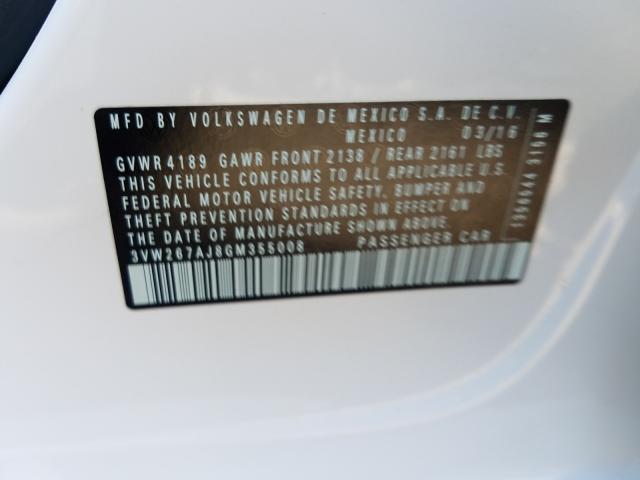 MFD BY VOLKSWAGEN DE MEXICO S.A. DE C.V.
MEXICO 03/16
GVWR 4189 GAWR FRONT 2138 / REAR 2161 LBS
THIS VEHICLE CONFORMS TO ALL APPLICABLE U.S.
FEDERAL MOTOR VEHICLE SAFETY, BUMPER AND
THEFT PREVENTION STANDARDS IN EFFECT ON
THE DATE OF MANUFACTURE SHOWN ABOVE.
3VW267AJ8GM355008 PASSENGER CAR